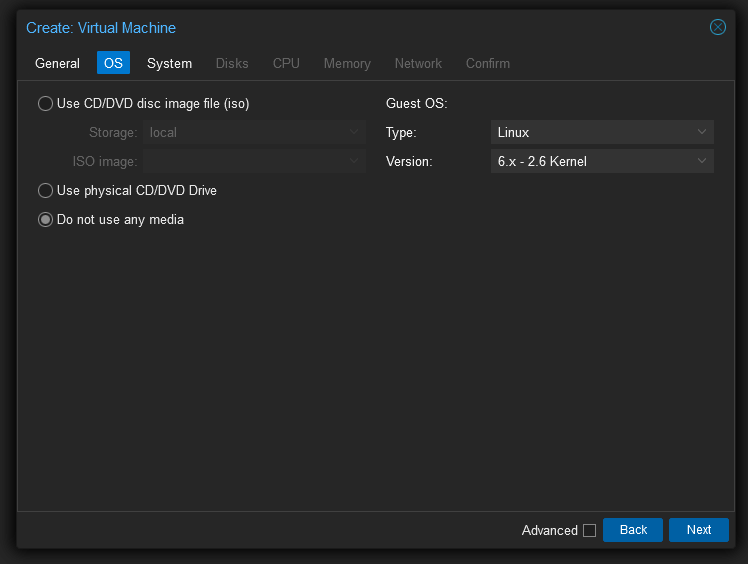 Create: Virtual Machine
General OS System Disks CPU Memory Network Confirm
Use CD/DVD disc image file (iso) Guest OS:
Storage: local Type: Linux
ISO image: Version: 6.x - 2.6 Kernel
Use physical CD/DVD Drive
Do not use any media
Advanced Back Next